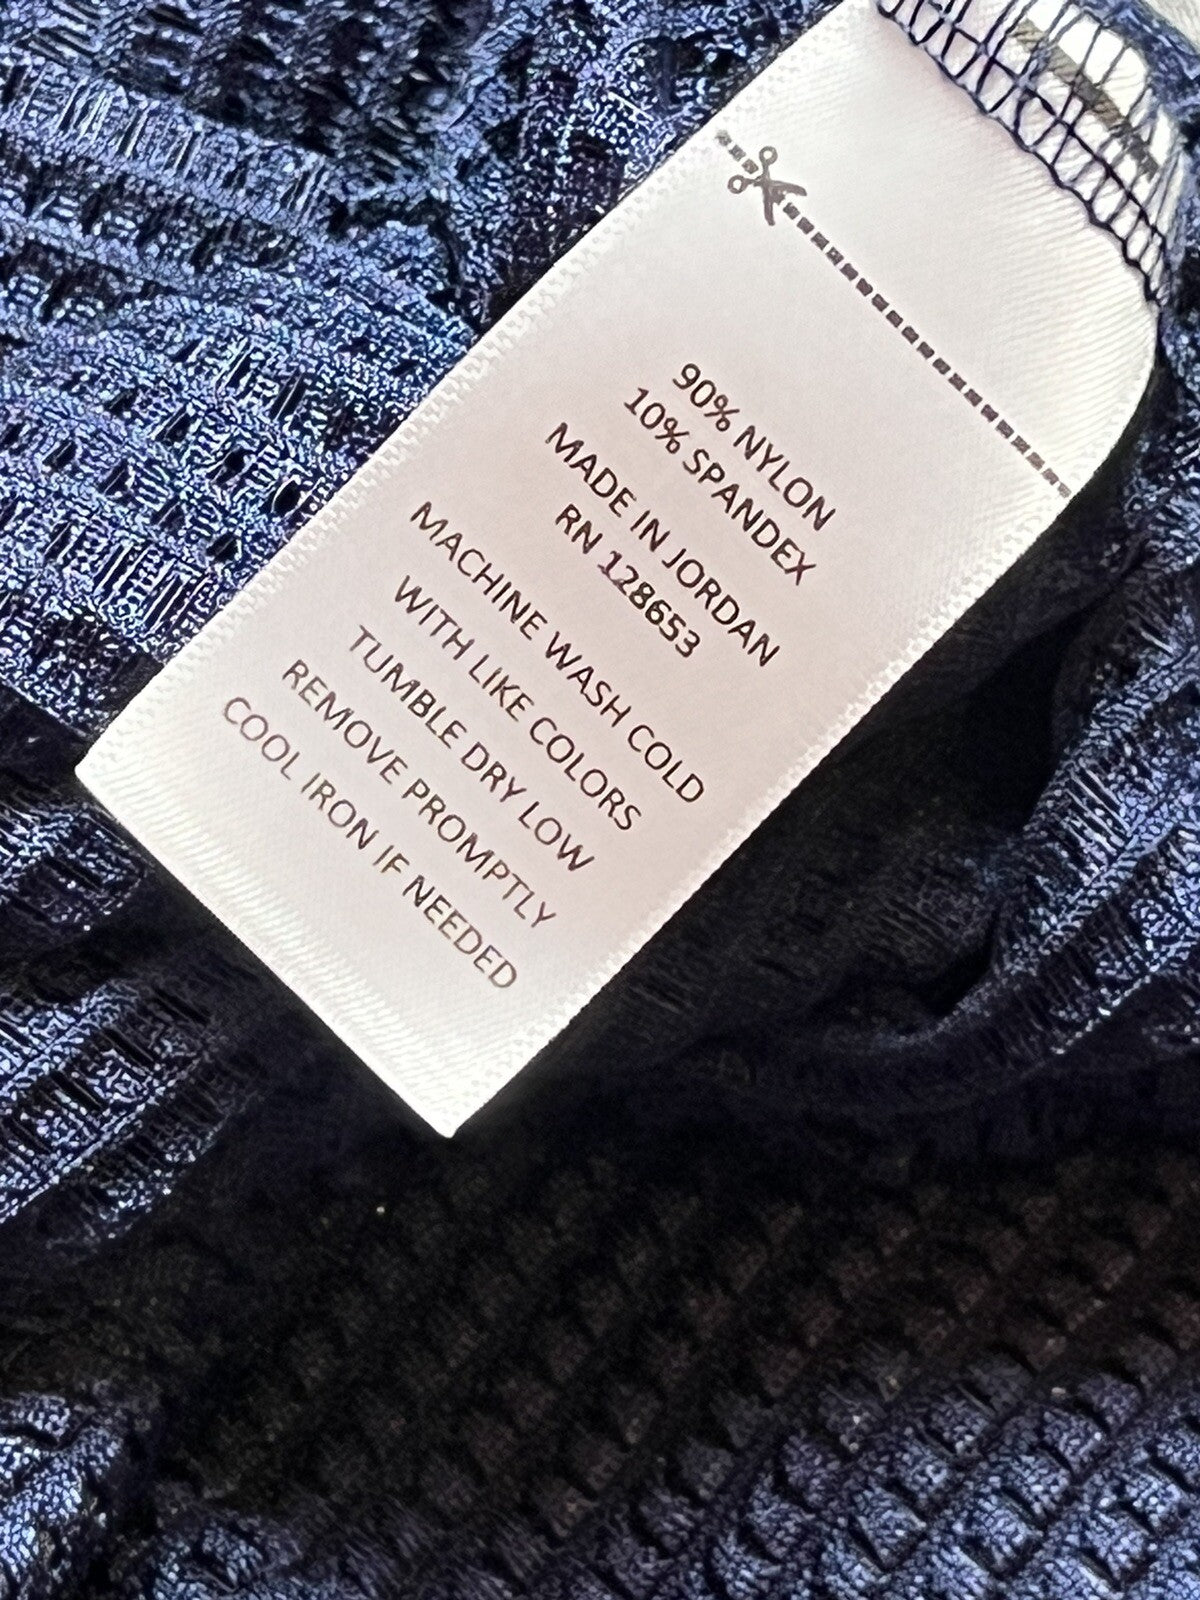 90% NYLON
10% SPANDEX
MADE IN JORDAN
RN 128653
MACHINE WASH COLD
WITH LIKE COLORS
TUMBLE DRY LOW
REMOVE PROMPTLY
COOL IRON IF NEEDED